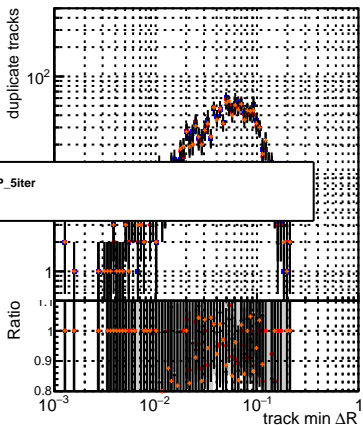 duplicate tracks
10²
P_5iter
1
Ratio
1.1
1
0.9
0.8
10⁻³ 10⁻² 10⁻¹ 1
track min ΔR